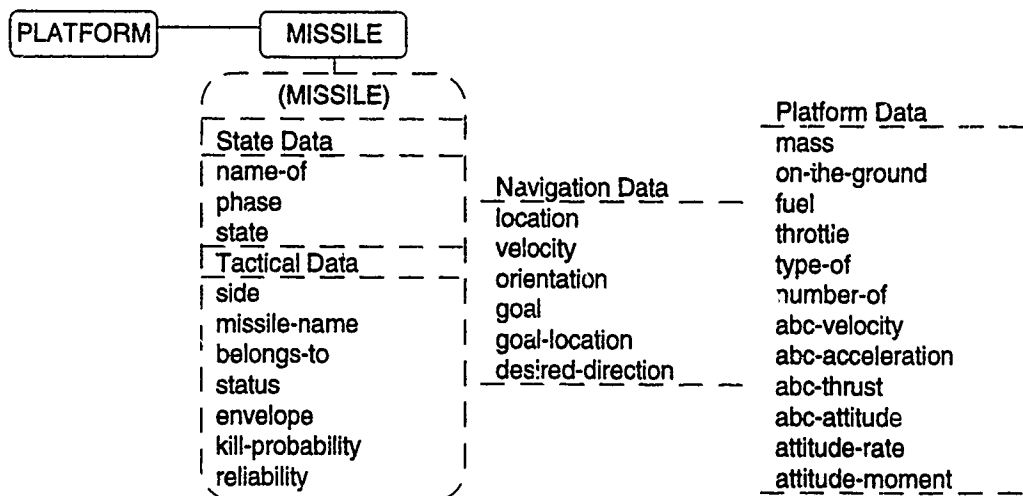 PLATFORM
MISSILE
(MISSILE)
State Data
name-of
phase
state
Tactical Data
side
missile-name
belongs-to
status
envelope
kill-probability
reliability
Navigation Data
location
velocity
orientation
goal
goal-location
desired-direction
Platform Data
mass
on-the-ground
fuel
throttle
type-of
number-of
abc-velocity
abc-acceleration
abc-thrust
abc-attitude
attitude-rate
attitude-moment